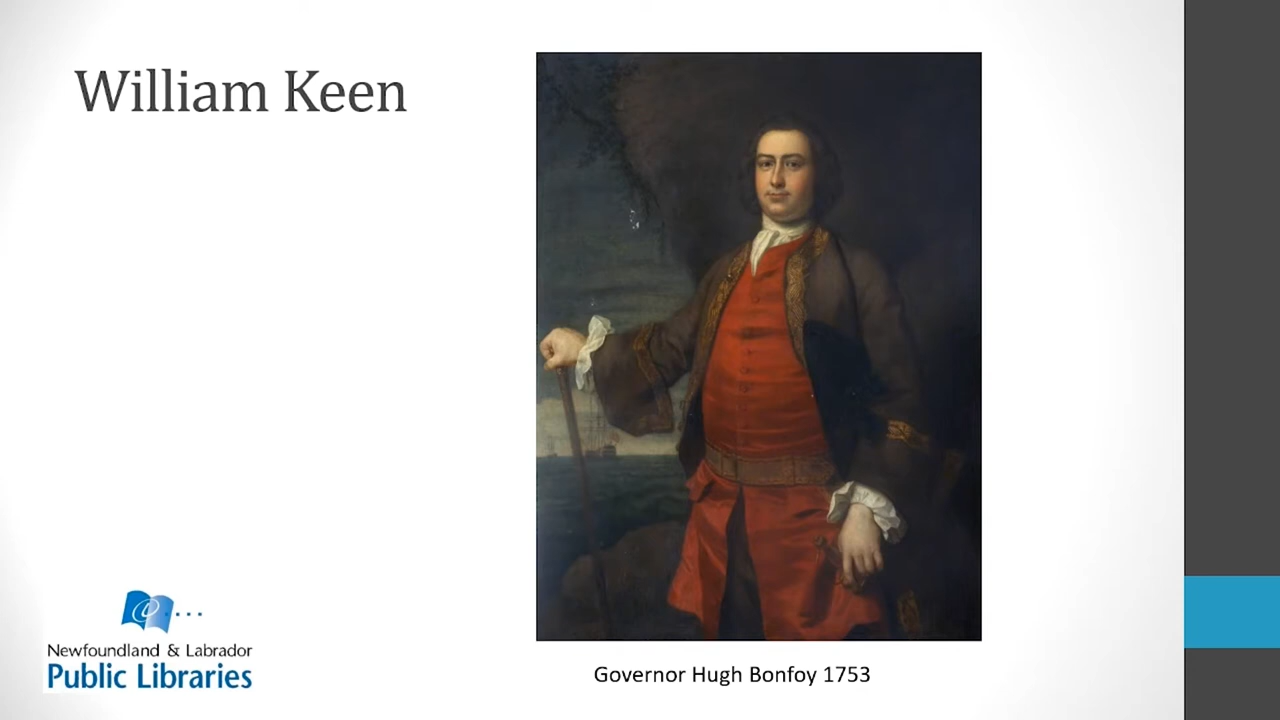 William Keen
Newfoundland & Labrador
Public Libraries
Governor Hugh Bonfoy 1753